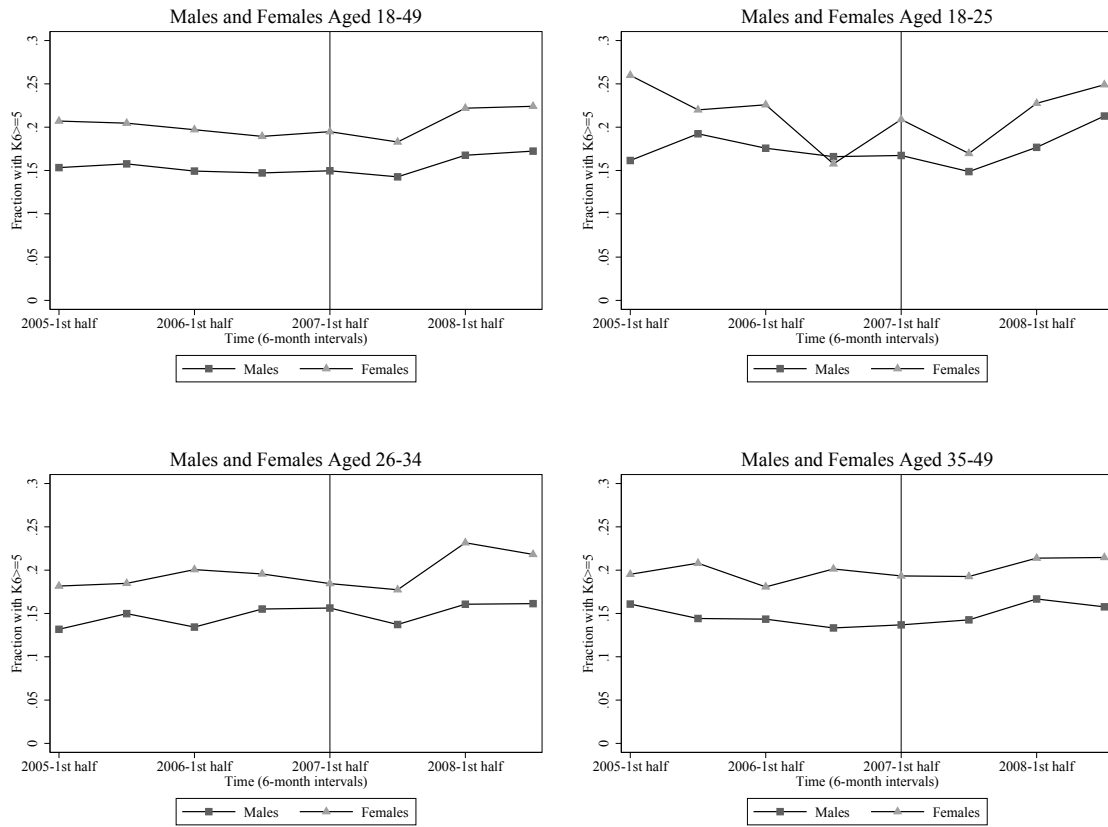 Males and Females Aged 18-49
Fraction with K6>=5
.3
.25
.2
.15
.1
.05
0
2005-1st half 2006-1st half 2007-1st half 2008-1st half
Time (6-month intervals)
Males Females
Males and Females Aged 18-25
Fraction with K6>=5
.3
.25
.2
.15
.1
.05
0
2005-1st half 2006-1st half 2007-1st half 2008-1st half
Time (6-month intervals)
Males Females
Males and Females Aged 26-34
Fraction with K6>=5
.3
.25
.2
.15
.1
.05
0
2005-1st half 2006-1st half 2007-1st half 2008-1st half
Time (6-month intervals)
Males Females
Males and Females Aged 35-49
Fraction with K6>=5
.3
.25
.2
.15
.1
.05
0
2005-1st half 2006-1st half 2007-1st half 2008-1st half
Time (6-month intervals)
Males Females